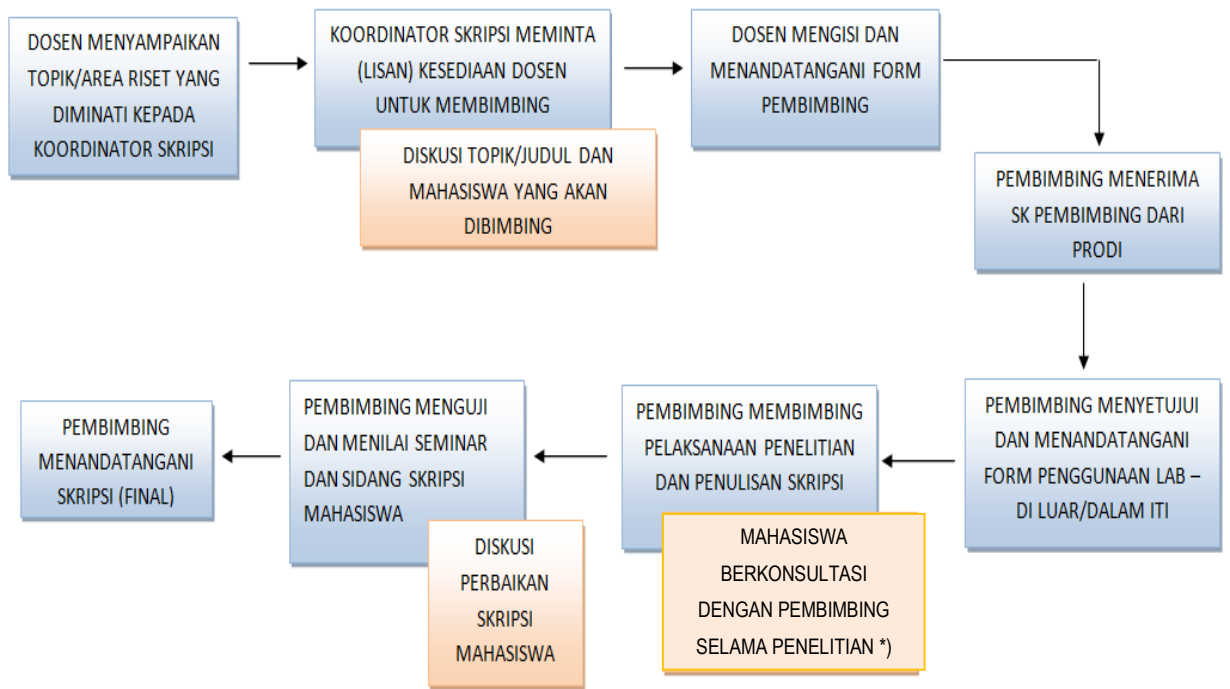 DOSEN MENYAMPAIKAN
TOPIK/AREA RISET YANG
DIMINATI KEPADA
KOORDINATOR SKRIPSI
KOORDINATOR SKRIPSI MEMINTA
(LISAN) KESEDIAAN DOSEN
UNTUK MEMBIMBING
DISKUSI TOPIK/JUDUL DAN
MAHASISWA YANG AKAN
DIBIMBING
DOSEN MENGISI DAN
MENANDATANGANI FORM
PEMBIMBING
PEMBIMBING MENERIMA
SK PEMBIMBING DARI
PRODI
PEMBIMBING MENYETUJUI
DAN MENANDATANGANI
FORM PENGGUNAAN LAB –
DI LUAR/DALAM ITI
PEMBIMBING MEMBIMBING
PELAKSANAAN PENELITIAN
DAN PENULISAN SKRIPSI
MAHASISWA
BERKONSULTASI
DENGAN PEMBIMBING
SELAMA PENELITIAN *)
PEMBIMBING MENGUJI
DAN MENILAI SEMINAR
DAN SIDANG SKRIPSI
MAHASISWA
DISKUSI
PERBAIKAN
SKRIPSI
MAHASISWA
PEMBIMBING
MENANDATANGANI
SKRIPSI (FINAL)